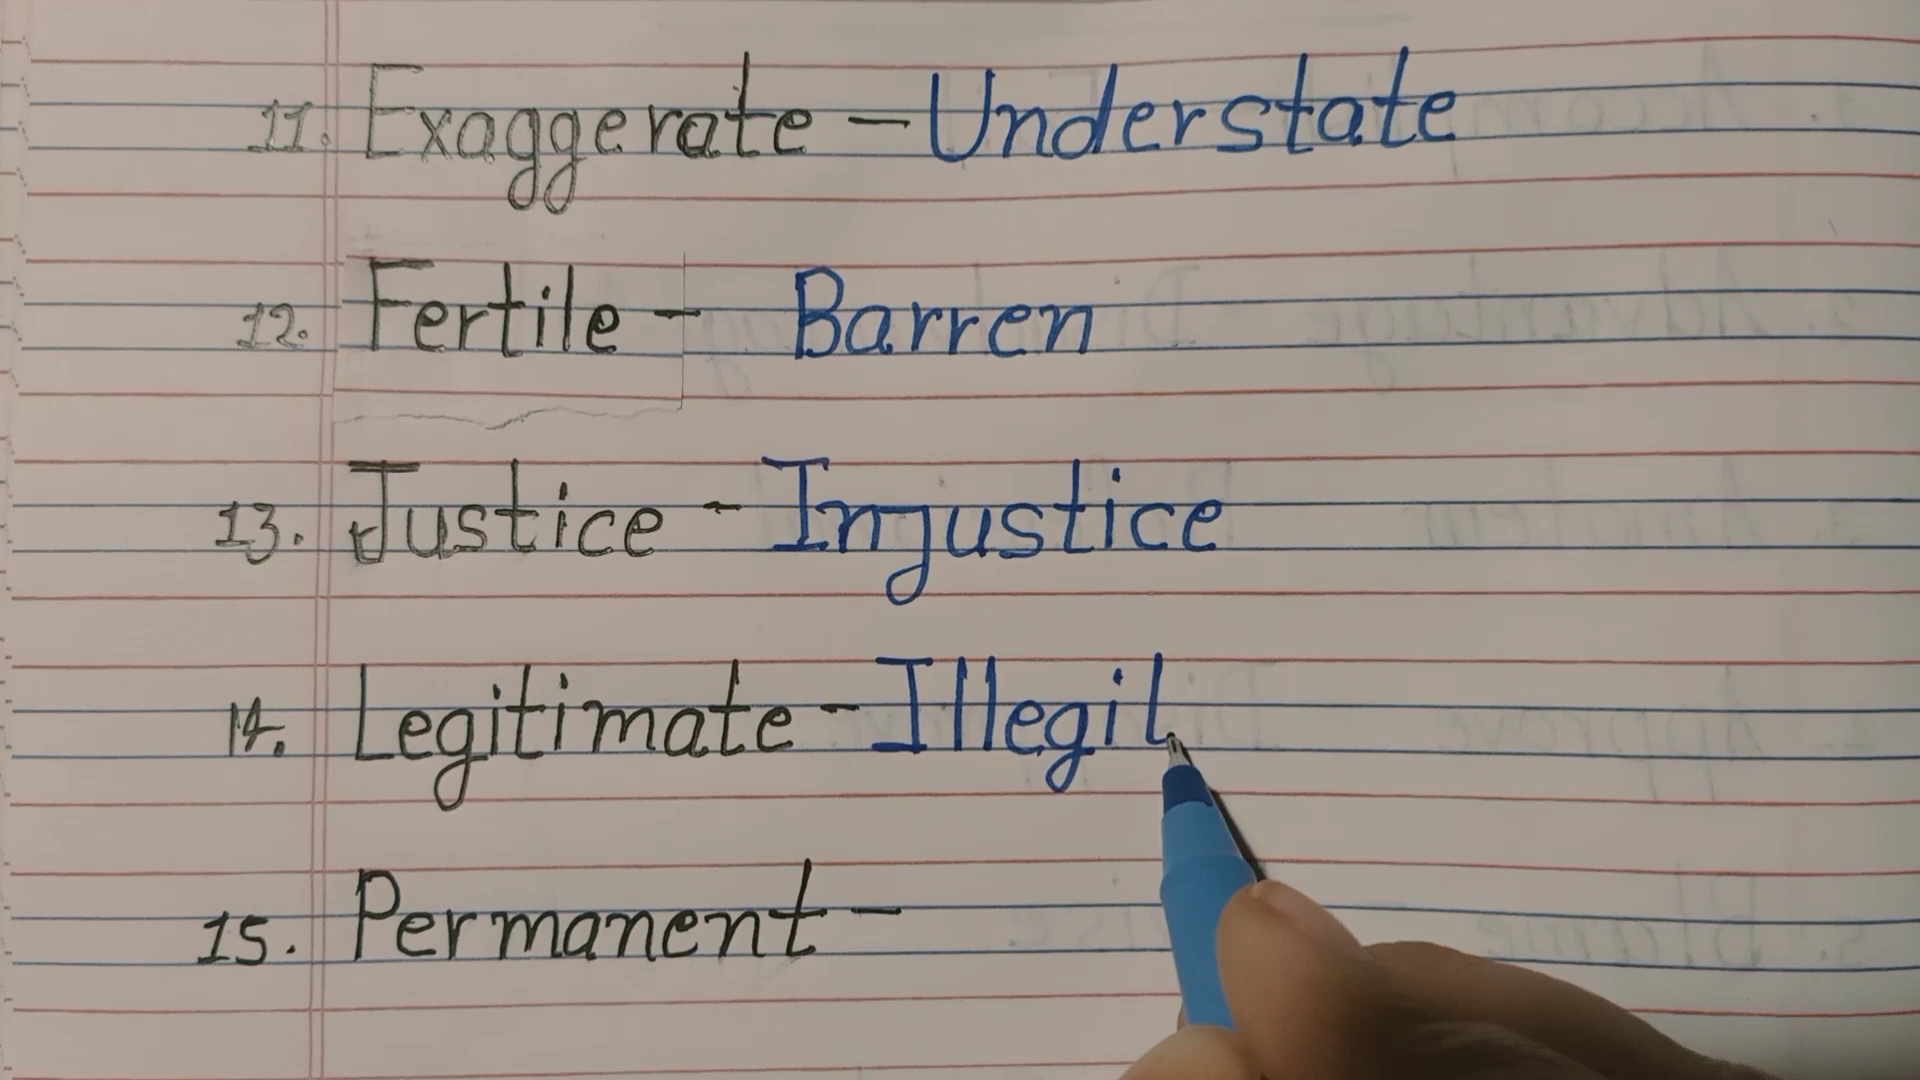 11. Exaggerate - Understate
12. Fertile - Barren
13. Justice - Injustice
14. Legitimate - Illegil
15. Permanent -